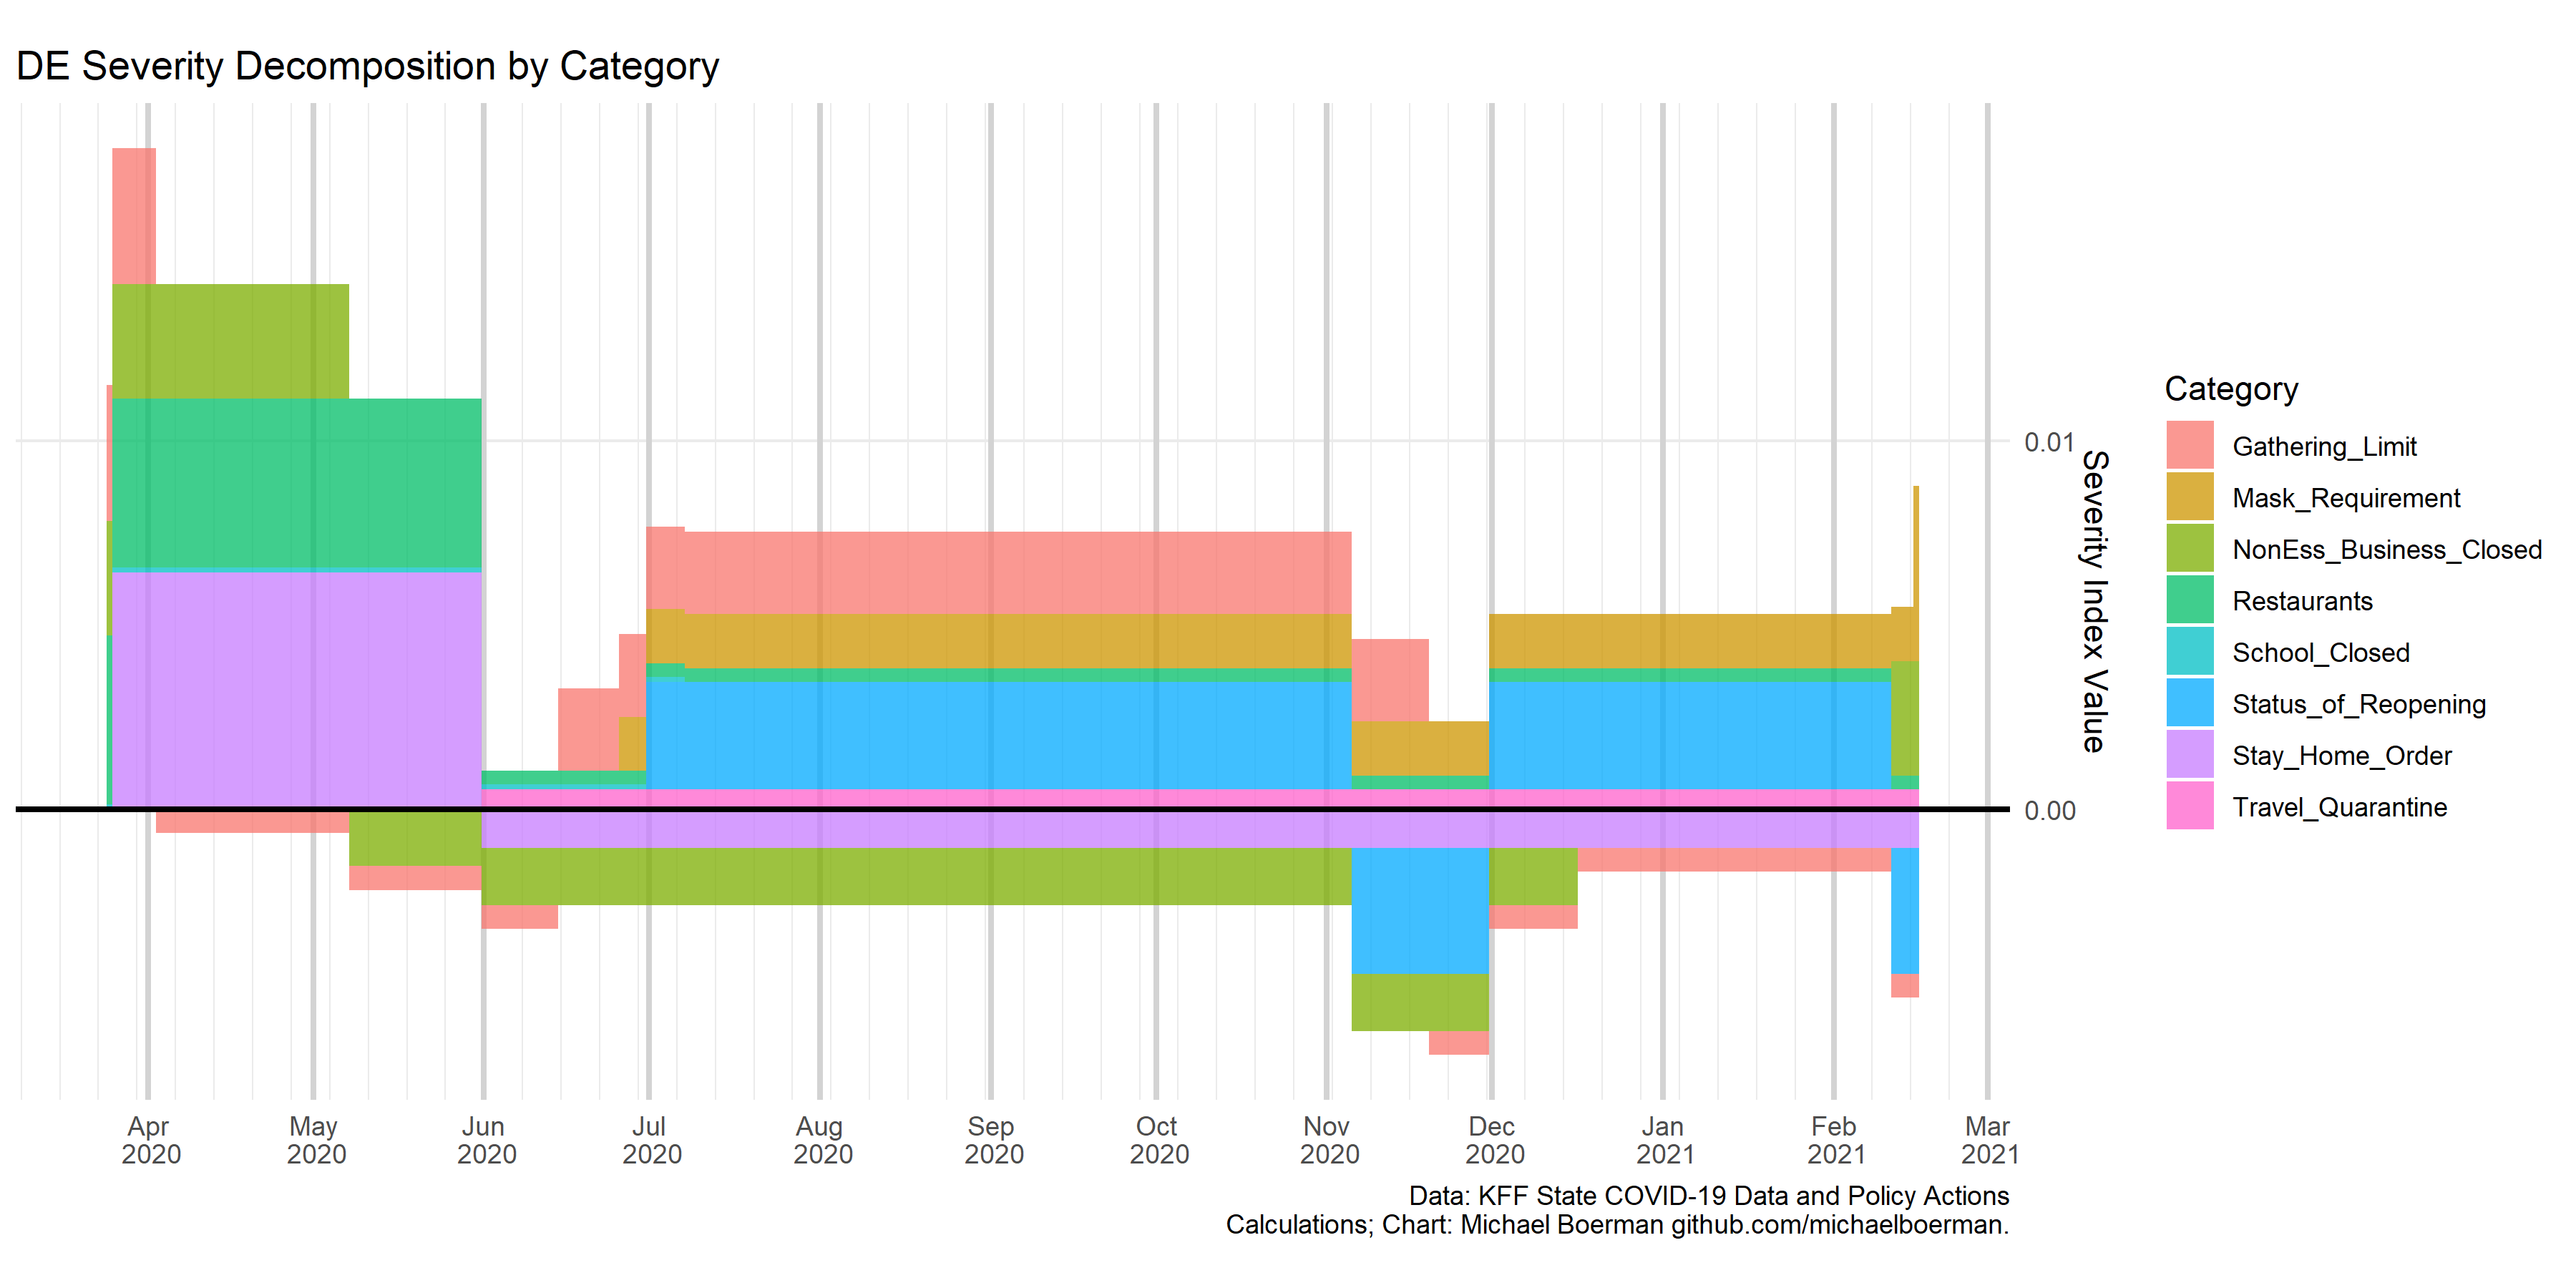 DE Severity Decomposition by Category
0.01
0.00
Severity Index Value
Category
Gathering_Limit
Mask_Requirement
NonEss_Business_Closed
Restaurants
School_Closed
Status_of_Reopening
Stay_Home_Order
Travel_Quarantine
Apr 2020
May 2020
Jun 2020
Jul 2020
Aug 2020
Sep 2020
Oct 2020
Nov 2020
Dec 2020
Jan 2021
Feb 2021
Mar 2021
Data: KFF State COVID-19 Data and Policy Actions
Calculations; Chart: Michael Boerman github.com/michaelboerman.